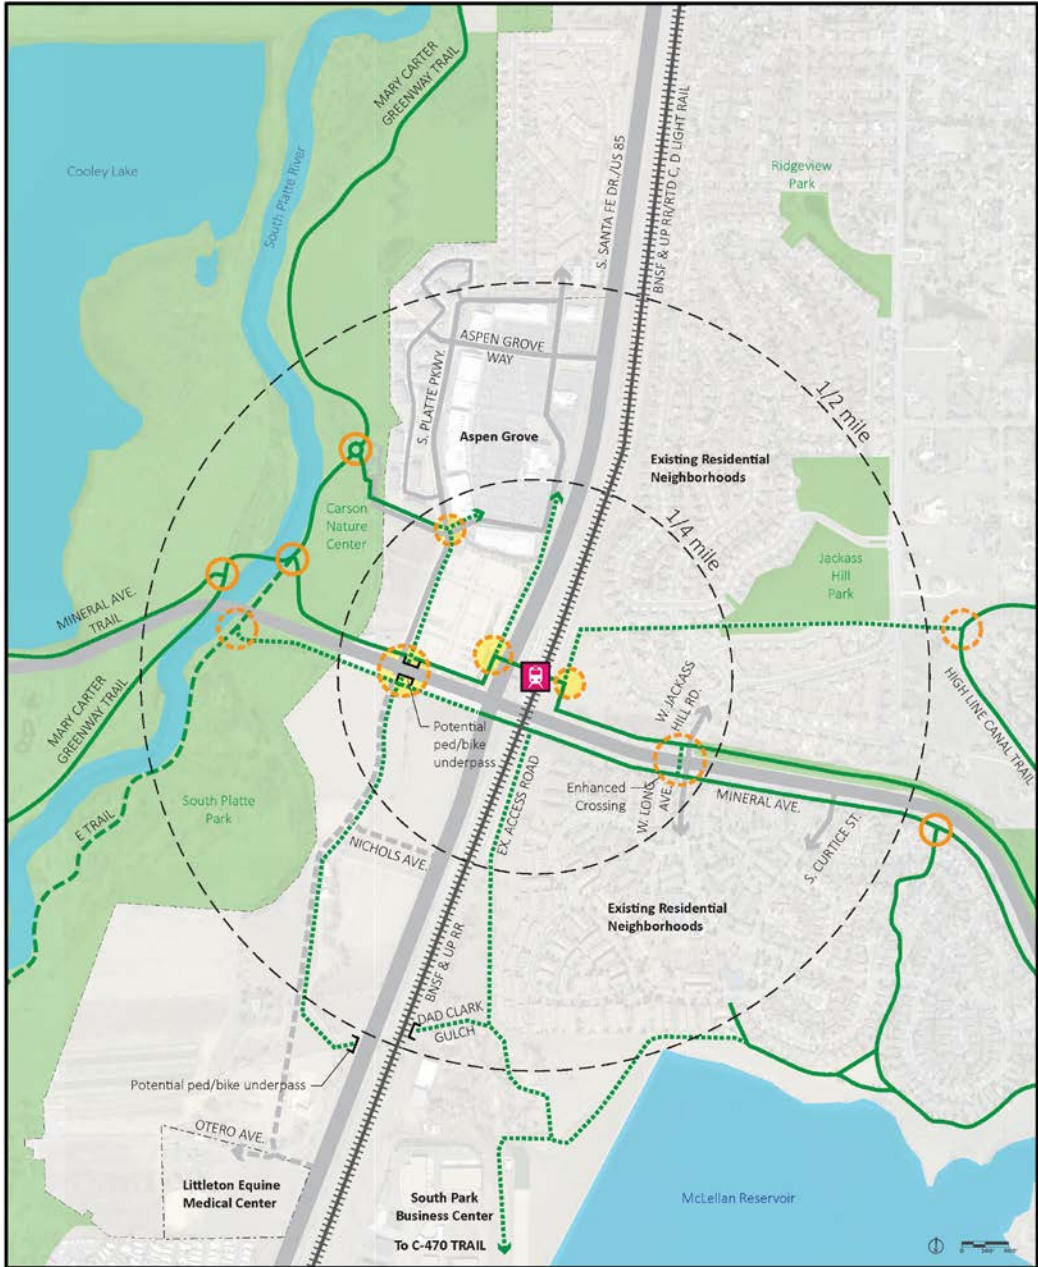 MARY CARTER
GREENWAY TRAIL
Cooley Lake
South Platte River
S. SANTA FE DR./US 85
BNSF & UP RR/RTD C, D LIGHT RAIL
Ridgeview
Park
ASPEN GROVE
WAY
S. PLATTE PKWY.
1/2 mile
Aspen Grove
Existing Residential
Neighborhoods
Carson
Nature
Center
1/4 mile
Jackass
Hill
Park
MINERAL AVE.
TRAIL
MARY CARTER
GREENWAY TRAIL
W. JACKASS
HILL RD.
HIGH LINE CANAL TRAIL
Potential
ped/bike
underpass
EX. ACCESS ROAD
Enhanced
Crossing
W. LONG
AVE.
MINERAL AVE.
South Platte
Park
E TRAIL
NICHOLS AVE.
S. CURTICE ST.
Existing Residential
Neighborhoods
BNSF & UP RR
DAD CLARK
GULCH
Potential ped/bike underpass
OTERO AVE.
Littleton Equine
Medical Center
South Park
Business Center
To C-470 TRAIL
McLellan Reservoir